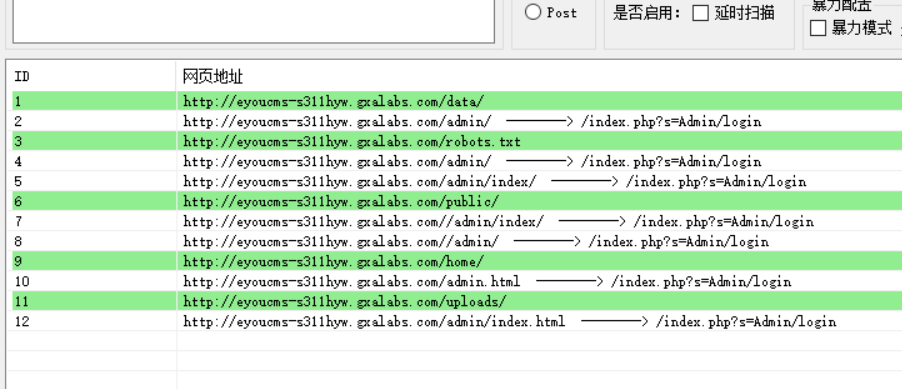 Post 是否启用： 延时扫描 暴力配置
暴力模式
ID 网页地址
1 http://eyoucms-s311hyw.gxalabs.com/data/
2 http://eyoucms-s311hyw.gxalabs.com/admin/ ————> /index.php?s=Admin/login
3 http://eyoucms-s311hyw.gxalabs.com/robots.txt
4 http://eyoucms-s311hyw.gxalabs.com/admin/ ————> /index.php?s=Admin/login
5 http://eyoucms-s311hyw.gxalabs.com/admin/index/ ————> /index.php?s=Admin/login
6 http://eyoucms-s311hyw.gxalabs.com/public/
7 http://eyoucms-s311hyw.gxalabs.com//admin/index/ ————> /index.php?s=Admin/login
8 http://eyoucms-s311hyw.gxalabs.com//admin/ ————> /index.php?s=Admin/login
9 http://eyoucms-s311hyw.gxalabs.com/home/
10 http://eyoucms-s311hyw.gxalabs.com/admin.html ————> /index.php?s=Admin/login
11 http://eyoucms-s311hyw.gxalabs.com/uploads/
12 http://eyoucms-s311hyw.gxalabs.com/admin/index.html ————> /index.php?s=Admin/login